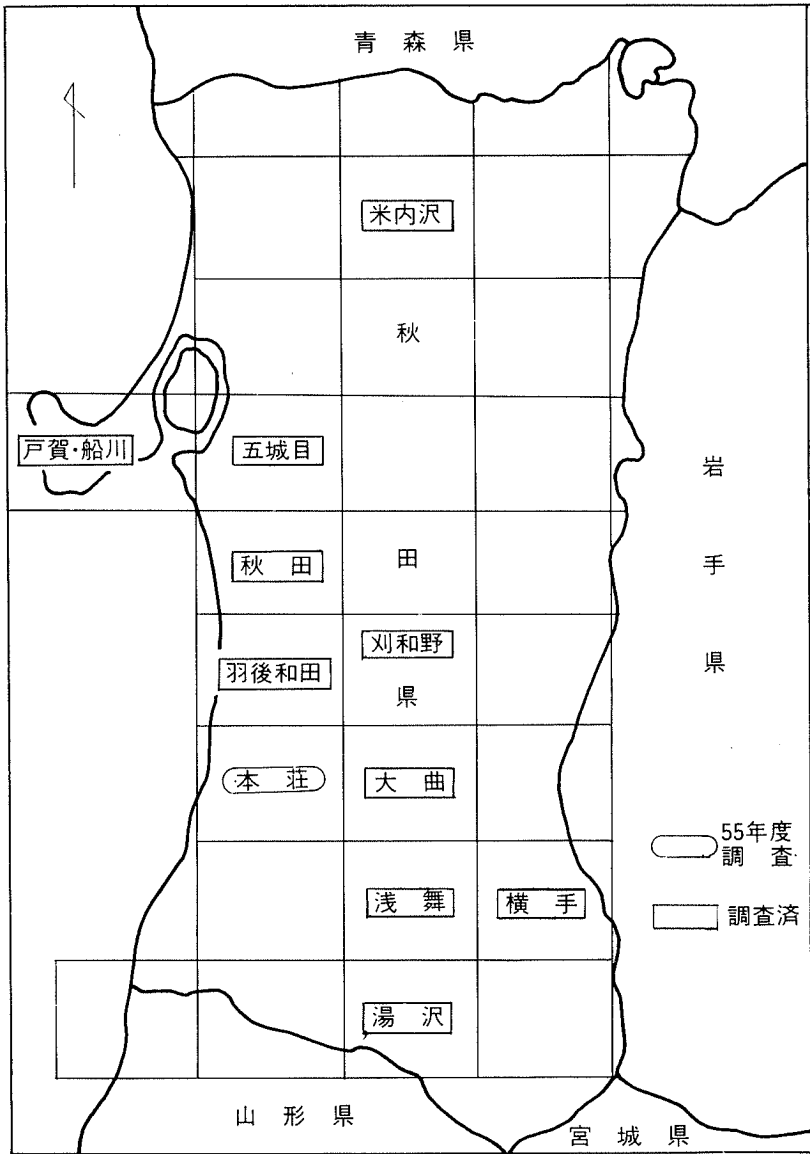 青森県
米内沢
秋
戸賀・船川
五城目
岩
秋田
田
手
刈和野
羽後和田
県
県
本荘
大曲
55年度
調査
浅舞
横手
調査済
湯沢
山形県
宮城県